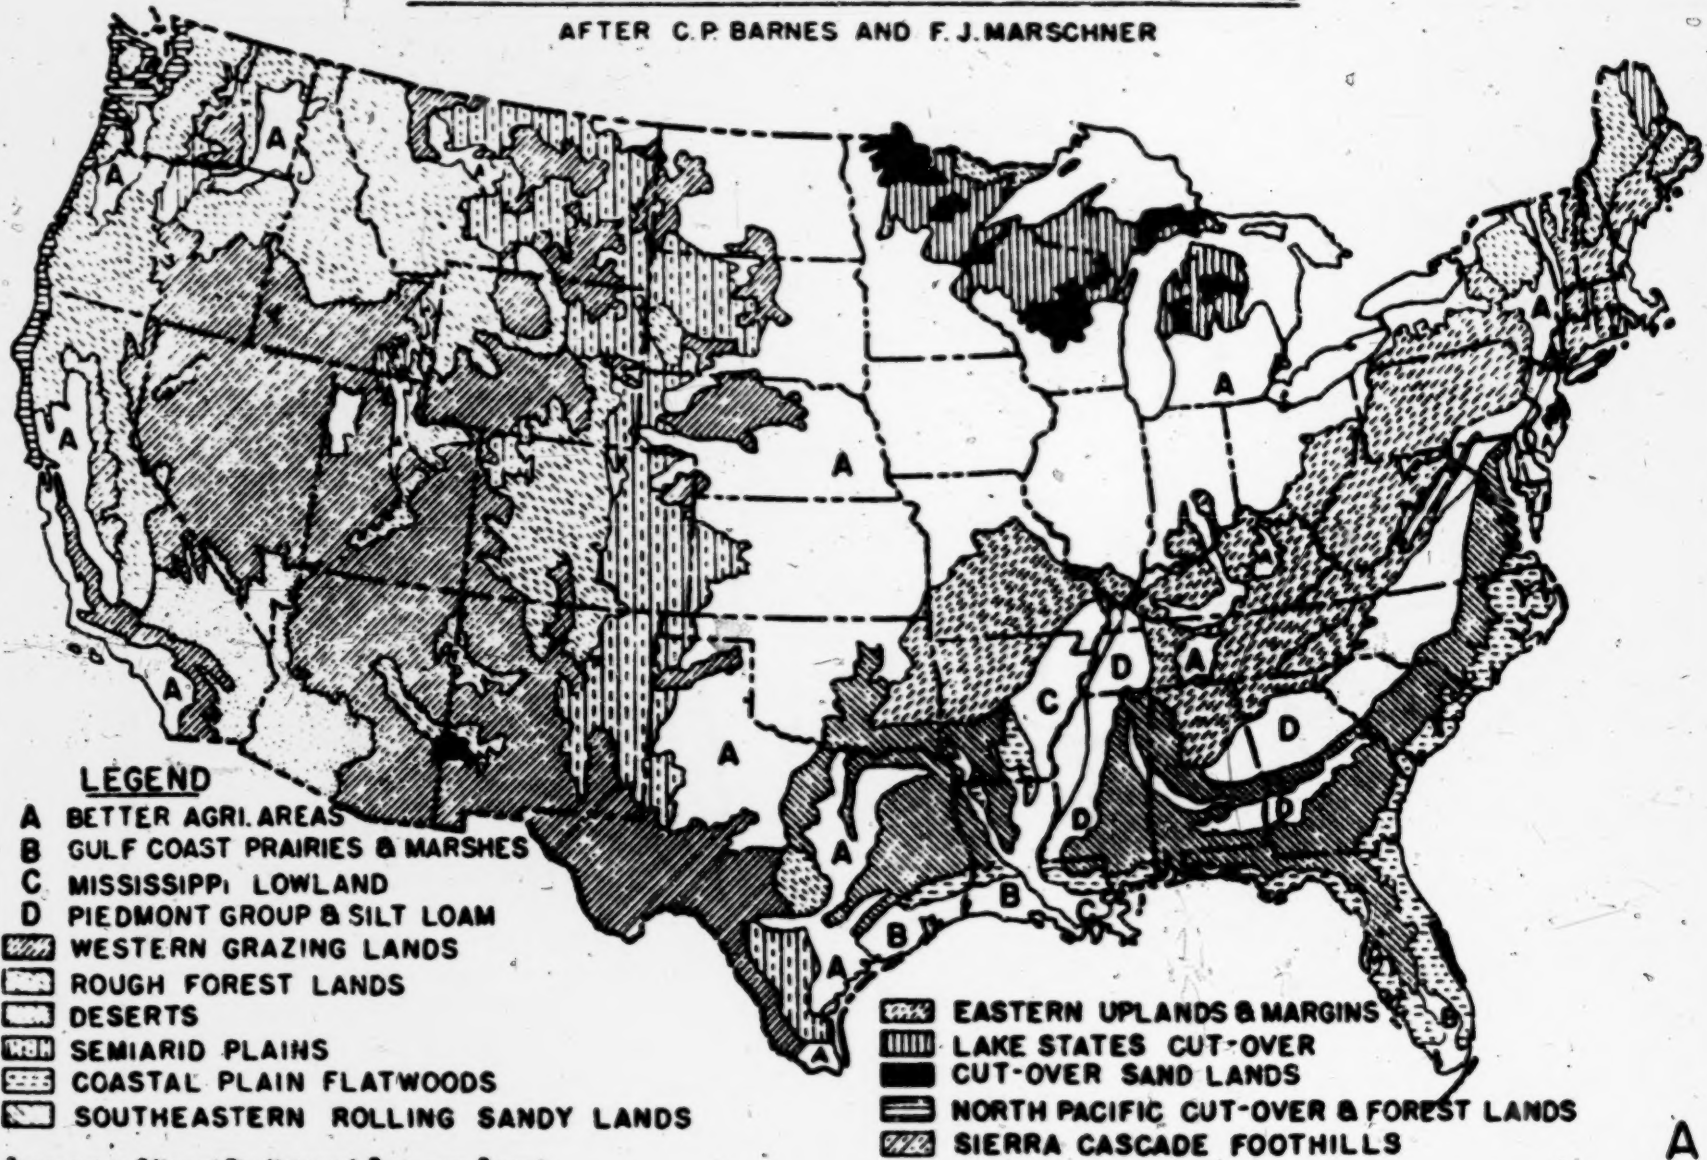 AFTER C.P. BARNES AND F.J. MARSCHNER
A
A
A
A
A
A
A
A
D
A
C
D
A
D
D
A
B
B
C
A
B
A
LEGEND
A BETTER AGRI. AREAS
B GULF COAST PRAIRIES & MARSHES
C MISSISSIPPI LOWLAND
D PIEDMONT GROUP & SILT LOAM
WESTERN GRAZING LANDS
ROUGH FOREST LANDS
DESERTS
SEMIARID PLAINS
COASTAL PLAIN FLATWOODS
SOUTHEASTERN ROLLING SANDY LANDS
EASTERN UPLANDS & MARGINS
LAKE STATES CUT-OVER
CUT-OVER SAND LANDS
NORTH PACIFIC CUT-OVER & FOREST LANDS
SIERRA CASCADE FOOTHILLS
A